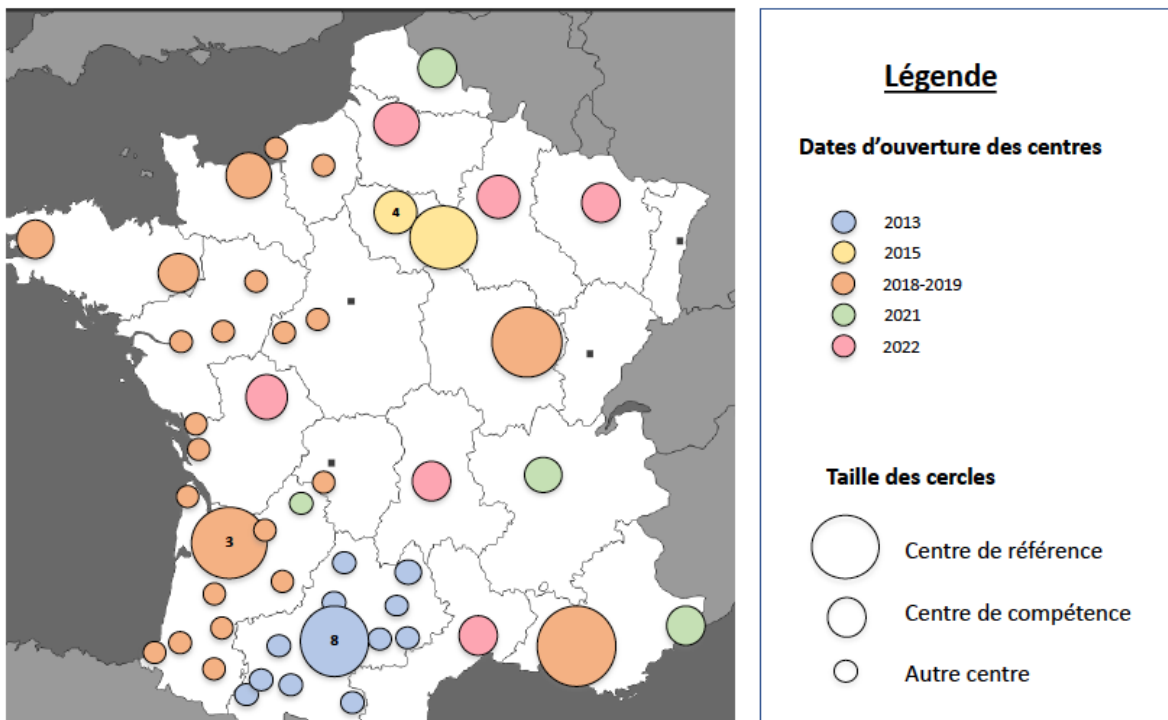 Légende
Dates d’ouverture des centres
2013
2015
2018-2019
2021
2022
Taille des cercles
Centre de référence
Centre de compétence
Autre centre
4
3
8